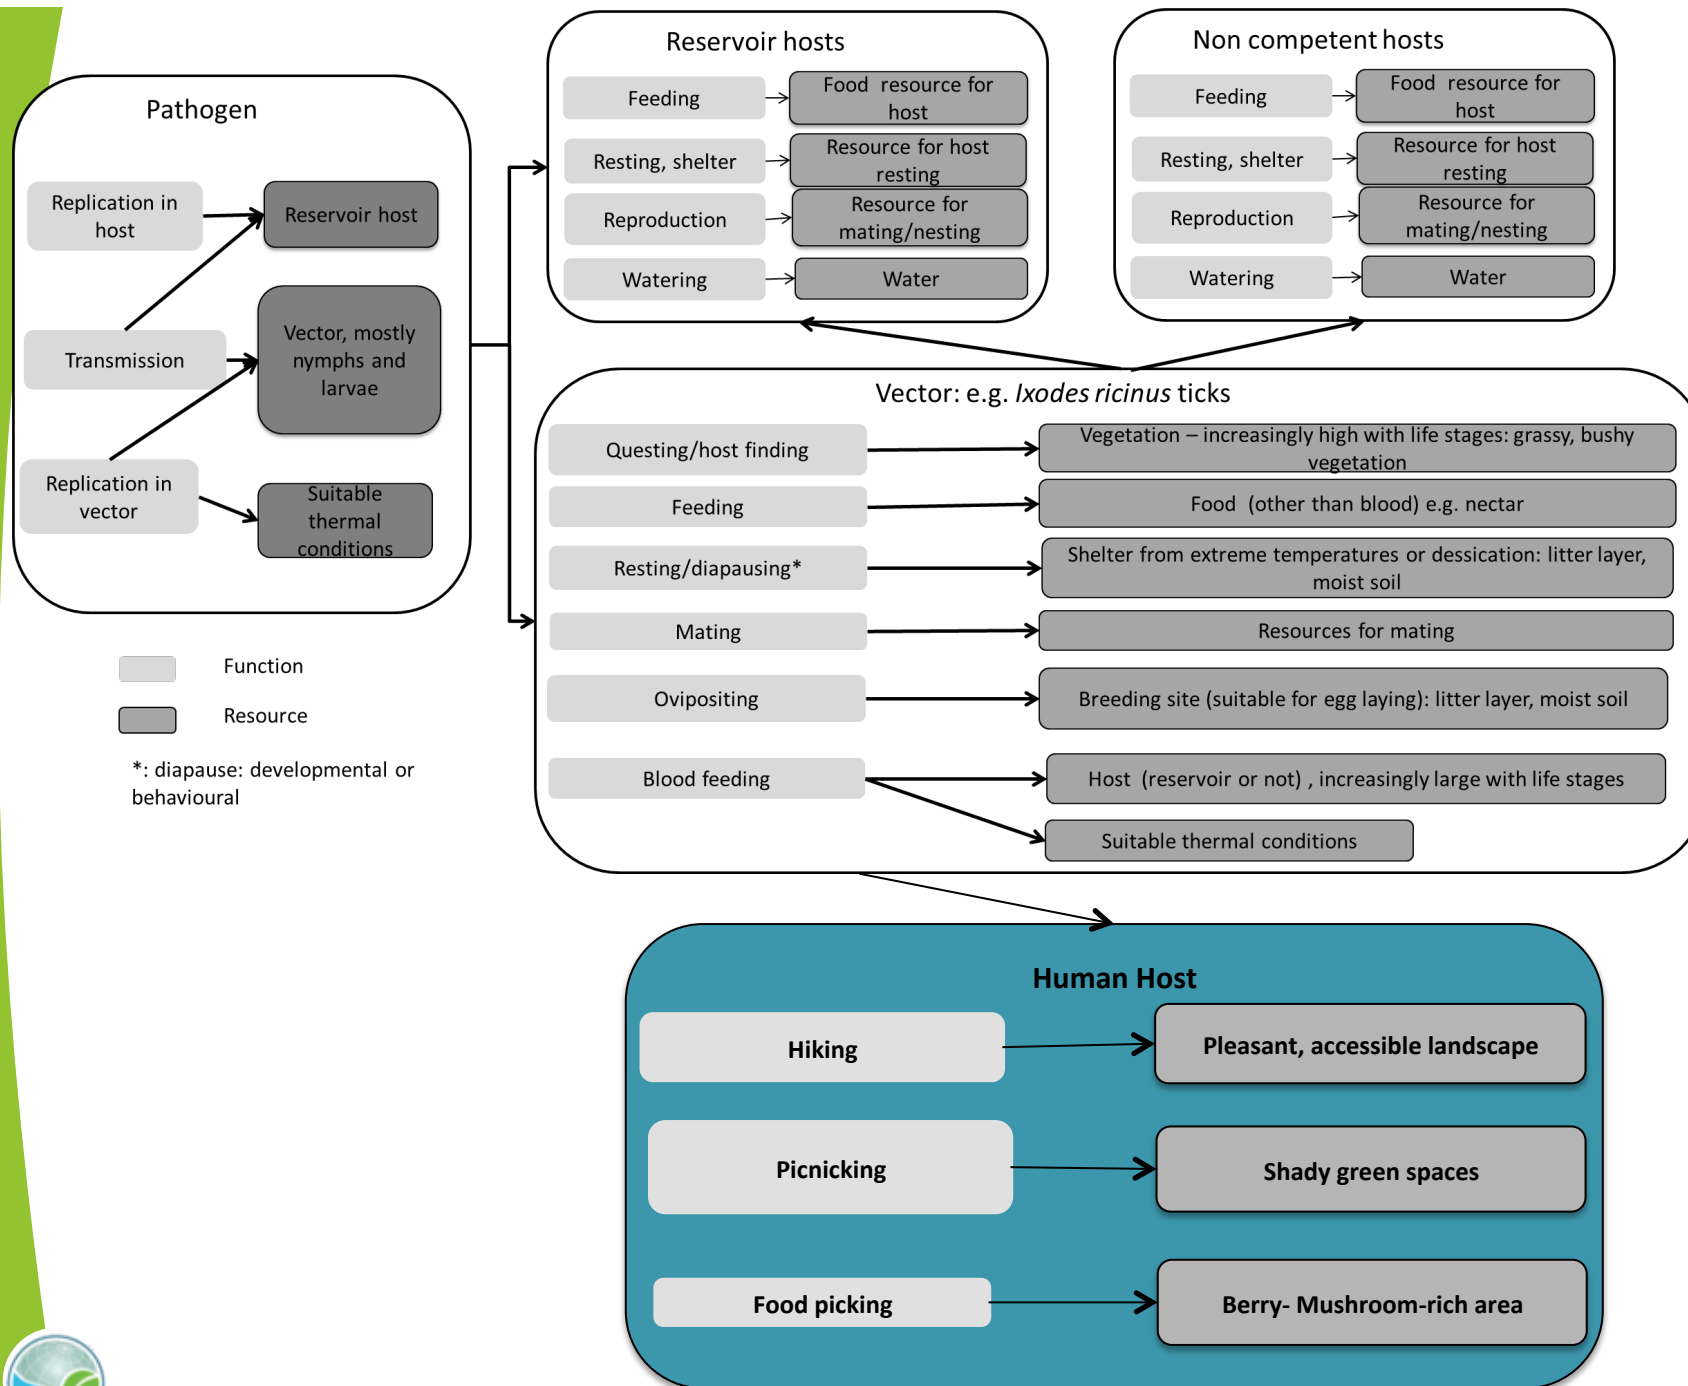 Pathogen
Replication in
host
Reservoir host
Transmission
Vector, mostly
nymphs and
larvae
Replication in
vector
Suitable
thermal
conditions
Function
Resource
*: diapause: developmental or
behavioural
Reservoir hosts
Feeding
Food resource for
host
Resting, shelter
Resource for host
resting
Reproduction
Resource for
mating/nesting
Watering
Water
Non competent hosts
Feeding
Food resource for
host
Resting, shelter
Resource for host
resting
Reproduction
Resource for
mating/nesting
Watering
Water
Vector: e.g. Ixodes ricinus ticks
Questing/host finding
Vegetation – increasingly high with life stages: grassy, bushy
vegetation
Feeding
Food (other than blood) e.g. nectar
Resting/diapausing*
Shelter from extreme temperatures or dessication: litter layer,
moist soil
Mating
Resources for mating
Ovipositing
Breeding site (suitable for egg laying): litter layer, moist soil
Blood feeding
Host (reservoir or not) , increasingly large with life stages
Suitable thermal conditions
Human Host
Hiking
Pleasant, accessible landscape
Picnicking
Shady green spaces
Food picking
Berry- Mushroom-rich area